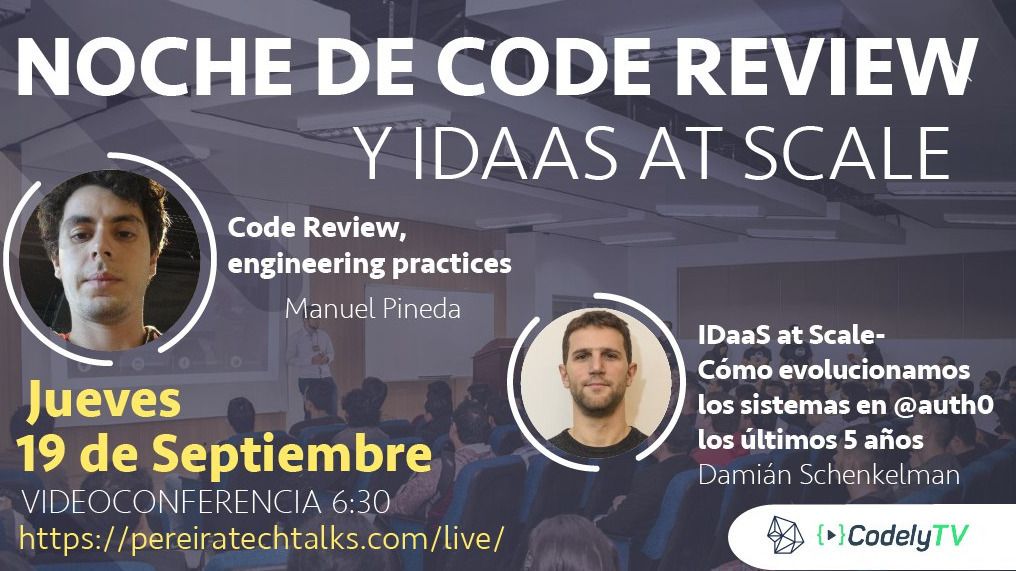 NOCHE DE CODE REVIEW
Y IDAAS AT SCALE
Code Review,
engineering practices
Manuel Pineda
IDaaS at Scale-
Cómo evolucionamos
los sistemas en @auth0
los últimos 5 años
Damián Schenkelman
Jueves
19 de Septiembre
VIDEOCONFERENCIA 6:30
https://pereiratechtalks.com/live/
CodelyTV